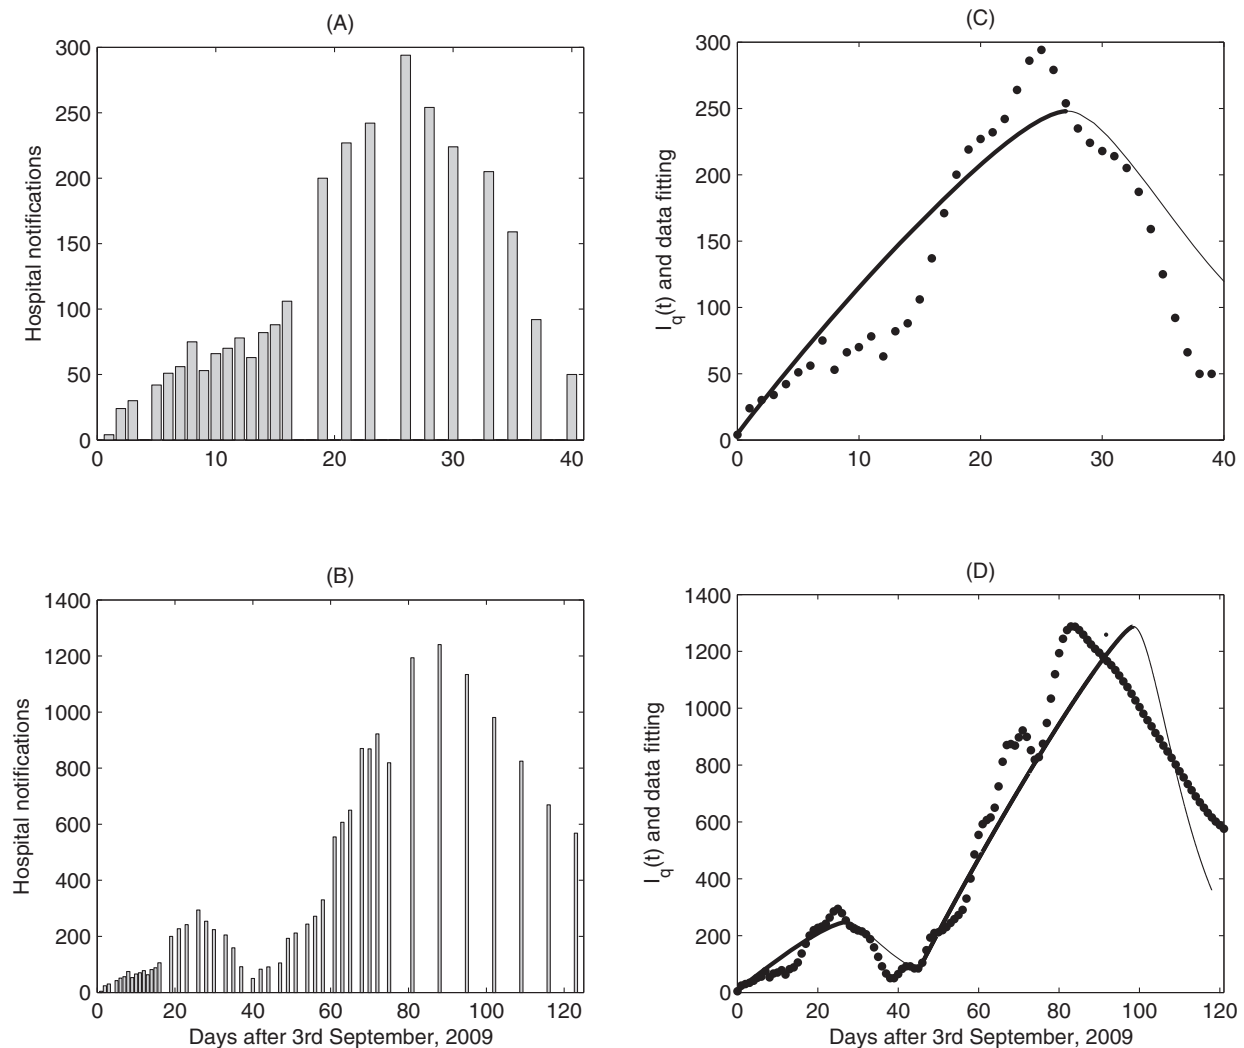 (A)
Hospital notifications
300
250
200
150
100
50
0
0 10 20 30 40
(C)
I_q(t) and data fitting
300
250
200
150
100
50
0
0 10 20 30 40
(B)
Hospital notifications
1400
1200
1000
800
600
400
200
0
0 20 40 60 80 100 120
Days after 3rd September, 2009
(D)
I_q(t) and data fitting
1400
1200
1000
800
600
400
200
0
0 20 40 60 80 100 120
Days after 3rd September, 2009